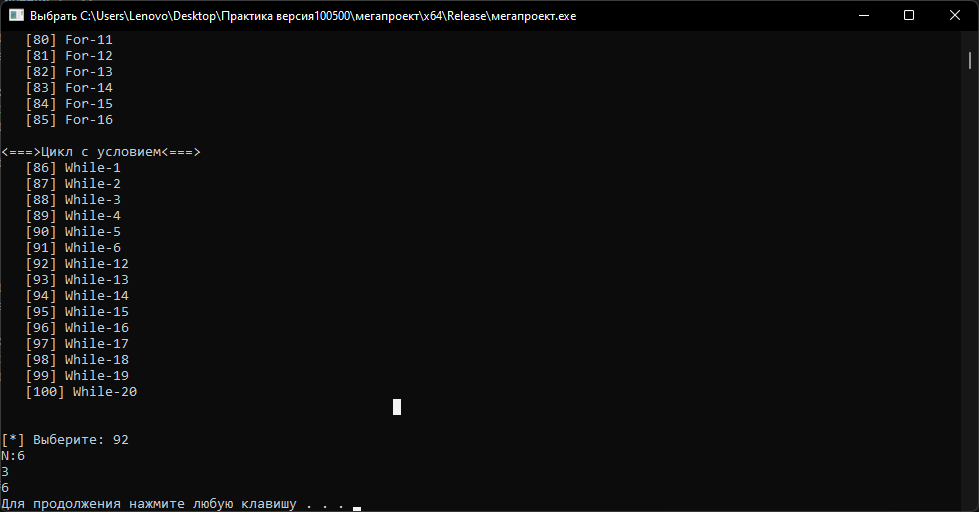 Выбрать C:\Users\Lenovo\Desktop\Практика версия100500\мегапроект\x64\Release\мегапроект.exe
[80] For-11
[81] For-12
[82] For-13
[83] For-14
[84] For-15
[85] For-16
<===>Цикл с условием<===>
[86] While-1
[87] While-2
[88] While-3
[89] While-4
[90] While-5
[91] While-6
[92] While-12
[93] While-13
[94] While-14
[95] While-15
[96] While-16
[97] While-17
[98] While-18
[99] While-19
[100] While-20
[*] Выберите: 92
N:6
3
6
Для продолжения нажмите любую клавишу . . .